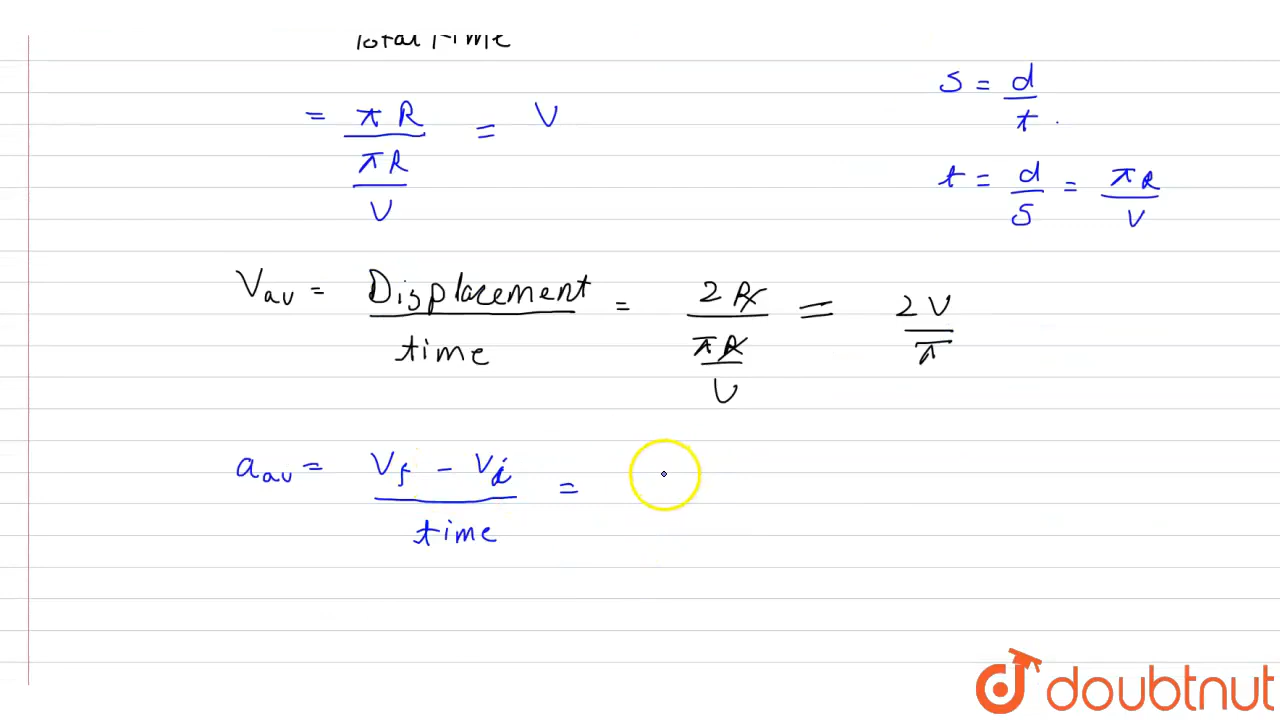 Total time
= πR / (πR / V) = V
S = d / t
t = d / S = πR / V
Vav = Displacement / time = 2R / (πR / V) = 2V / π
aav = Vf - Vi / time =
doubtnut